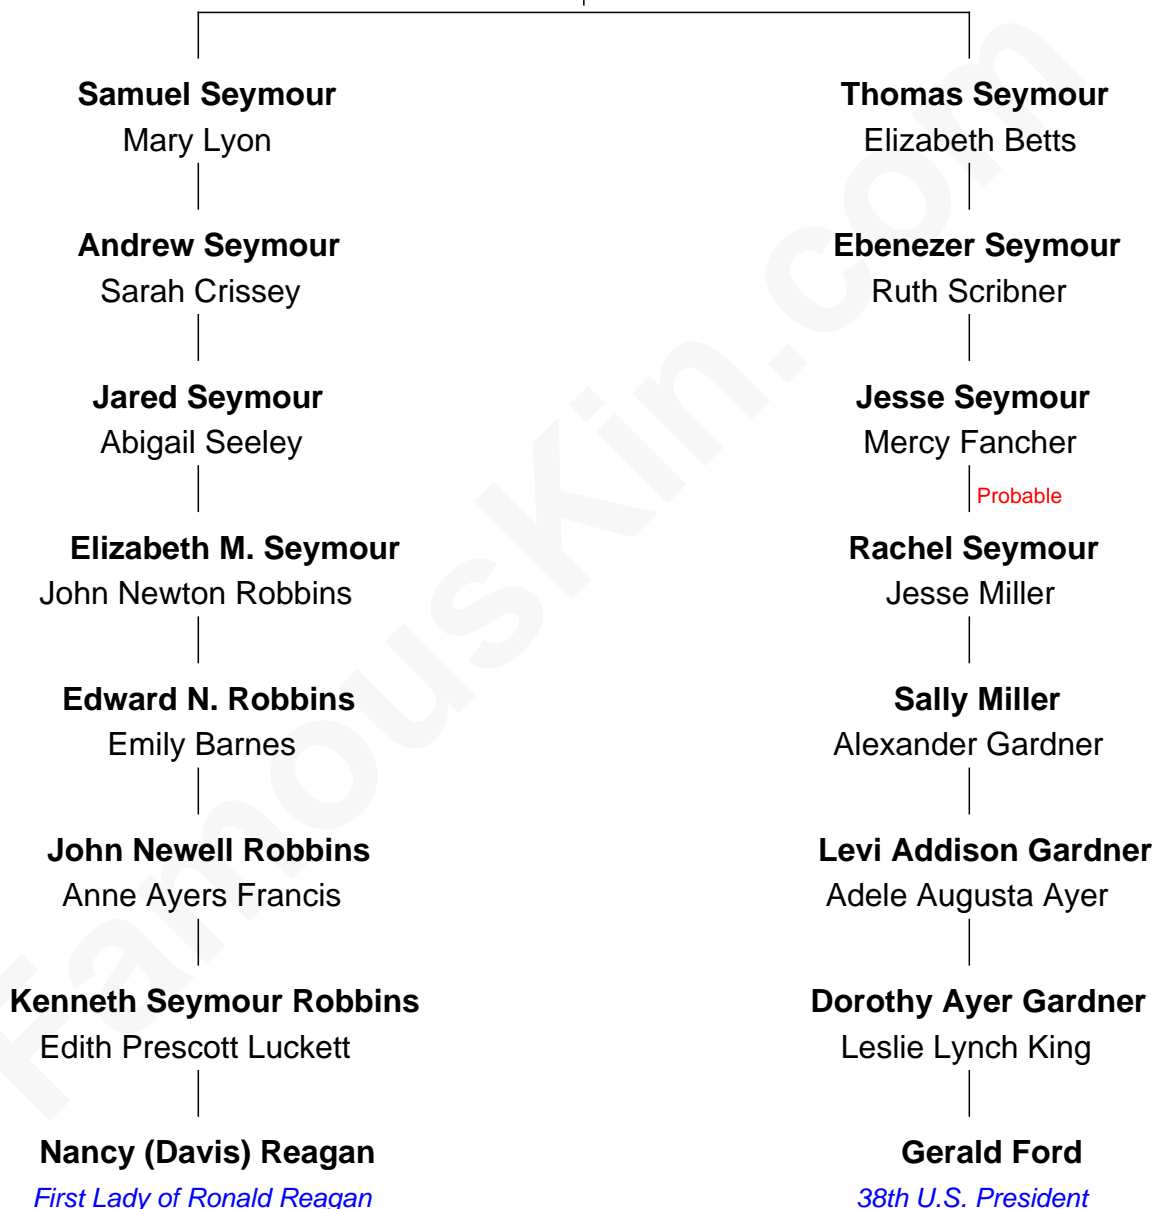 Samuel Seymour
Mary Lyon
Thomas Seymour
Elizabeth Betts
Andrew Seymour
Sarah Crissey
Ebenezer Seymour
Ruth Scribner
Jared Seymour
Abigail Seeley
Jesse Seymour
Mercy Fancher
Probable
Elizabeth M. Seymour
John Newton Robbins
Rachel Seymour
Jesse Miller
Edward N. Robbins
Emily Barnes
Sally Miller
Alexander Gardner
John Newell Robbins
Anne Ayers Francis
Levi Addison Gardner
Adele Augusta Ayer
Kenneth Seymour Robbins
Edith Prescott Luckett
Dorothy Ayer Gardner
Leslie Lynch King
Nancy (Davis) Reagan
First Lady of Ronald Reagan
Gerald Ford
38th U.S. President
FamousKin.com